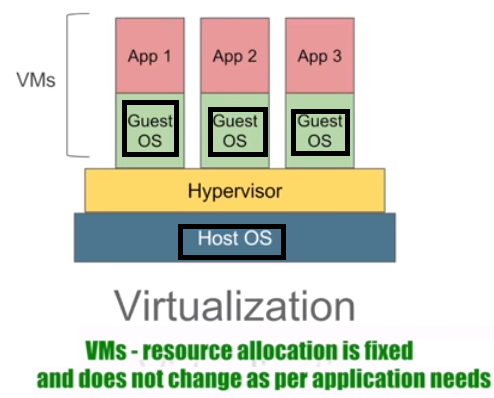 App 1
App 2
App 3
VMs
Guest
OS
Guest
OS
Guest
OS
Hypervisor
Host OS
Virtualization
VMs - resource allocation is fixed
and does not change as per application needs